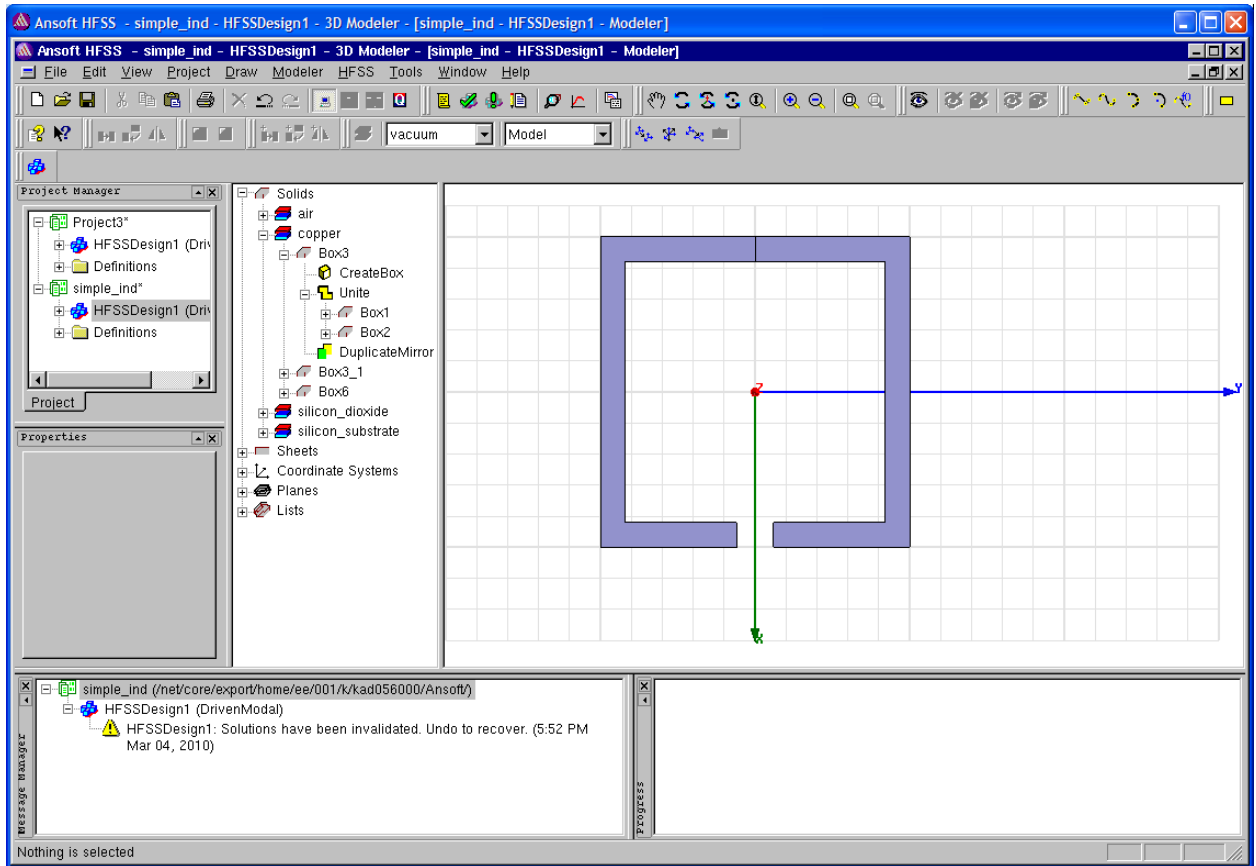 Ansoft HFSS - simple_ind - HFSSDesign1 - 3D Modeler - [simple_ind - HFSSDesign1 - Modeler]
Ansoft HFSS - simple_ind - HFSSDesign1 - 3D Modeler - [simple_ind - HFSSDesign1 - Modeler]
File Edit View Project Draw Modeler HFSS Tools Window Help
vacuum Model
Project Manager
Project3*
HFSSDesign1 (Driv
Definitions
simple_ind*
HFSSDesign1 (Driv
Definitions
Project
Properties
Solids
air
copper
Box3
CreateBox
Unite
Box1
Box2
DuplicateMirror
Box3_1
Box6
silicon_dioxide
silicon_substrate
Sheets
Coordinate Systems
Planes
Lists
Z
Y
X
Message Manager
simple_ind (/net/core/export/home/ee/001/k/kad056000/Ansoft/)
HFSSDesign1 (DrivenModal)
HFSSDesign1: Solutions have been invalidated. Undo to recover. (5:52 PM
Mar 04, 2010)
Progress
Nothing is selected